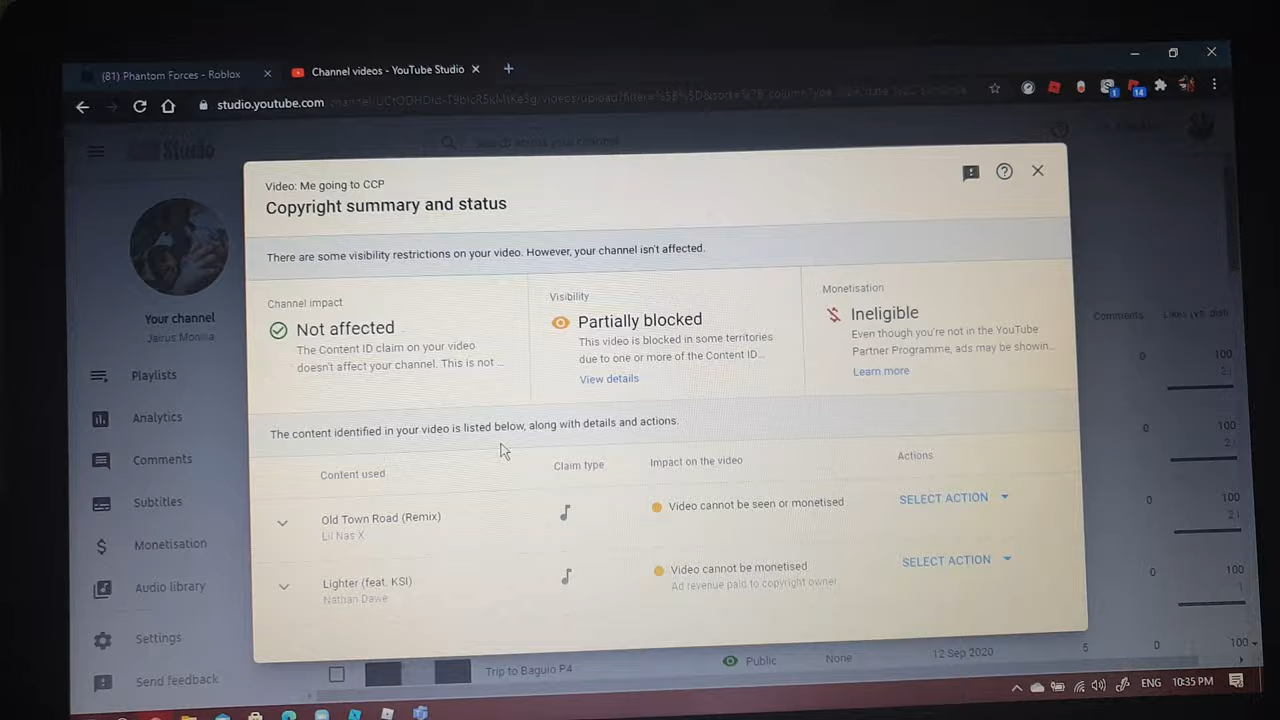 (81) Phantom Forces - Roblox
Channel videos - YouTube Studio
studio.youtube.com
Studio
Search across your channel
Video: Me going to CCP
Copyright summary and status
There are some visibility restrictions on your video. However, your channel isn't affected.
Channel impact
Not affected
The Content ID claim on your video
doesn't affect your channel. This is not ...
Visibility
Partially blocked
This video is blocked in some territories
due to one or more of the Content ID...
View details
Monetisation
Ineligible
Even though you're not in the YouTube
Partner Programme, ads may be showin...
Learn more
The content identified in your video is listed below, along with details and actions.
Content used
Claim type
Impact on the video
Actions
Old Town Road (Remix)
Lil Nas X
Video cannot be seen or monetised
SELECT ACTION
Lighter (feat. KSI)
Nathan Dawe
Video cannot be monetised
Ad revenue paid to copyright owner
SELECT ACTION
Your channel
Jairus Monilla
Playlists
Analytics
Comments
Subtitles
Monetisation
Audio library
Settings
Send feedback
Comments
0
100
0
100
0
100
0
100
Trip to Baguio P4
Public
None
12 Sep 2020
5
0
100
1
14
ENG
10:35 PM